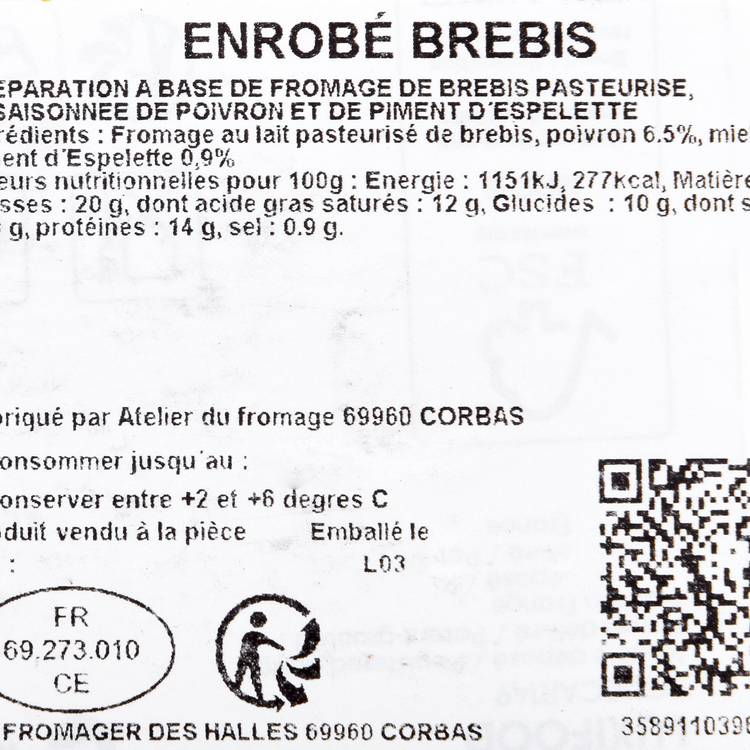 ENROBÉ BREBIS
EPARATION A BASE DE FROMAGE DE BREBIS PASTEURISE,
SAISONNEE DE POIVRON ET DE PIMENT D'ESPELETTE
rédients : Fromage au lait pasteurisé de brebis, poivron 6.5%, mie
ent d'Espelette 0,9%
eurs nutritionnelles pour 100g : Energie : 1151kJ, 277kcal, Matière
sses : 20 g, dont acide gras saturés : 12 g, Glucides : 10 g, dont s
g, protéines : 14 g, sel : 0.9 g.
riqué par Atelier du fromage 69960 CORBAS
onsommer jusqu'au :
onserver entre +2 et +6 degres C
duit vendu à la pièce Emballé le
: L03
FR
69.273.010
CE
FROMAGER DES HALLES 69960 CORBAS
3589110398